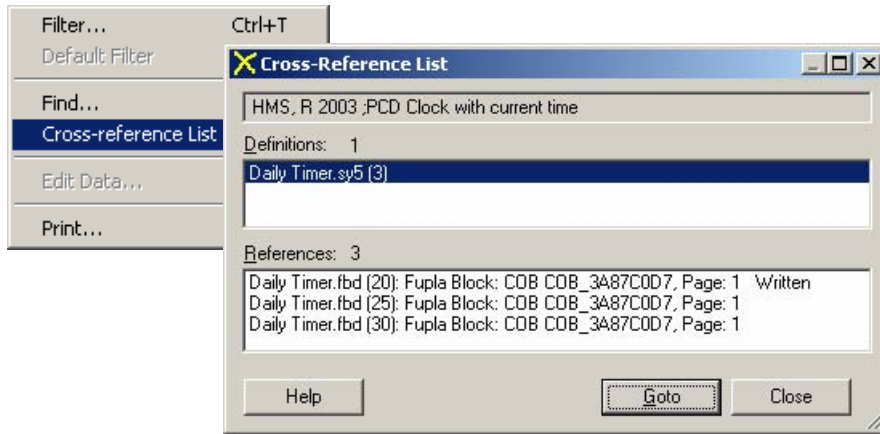 Filter... Ctrl+T
Default Filter
Find...
Cross-reference List
Edit Data...
Print...
Cross-Reference List
HMS, R 2003 ;PCD Clock with current time
Definitions: 1
Daily Timer.sy5 (3)
References: 3
Daily Timer.fbd (20): Fupla Block: COB COB_3A87C0D7, Page: 1 Written
Daily Timer.fbd (25): Fupla Block: COB COB_3A87C0D7, Page: 1
Daily Timer.fbd (30): Fupla Block: COB COB_3A87C0D7, Page: 1
Help Goto Close